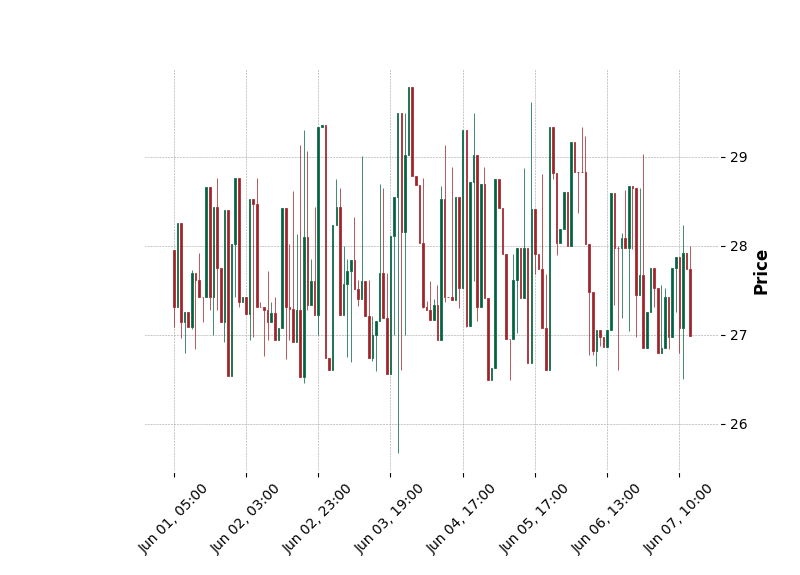 29
28
27
26
Price
Jun 01, 05:00
Jun 02, 03:00
Jun 02, 23:00
Jun 03, 19:00
Jun 04, 17:00
Jun 05, 17:00
Jun 06, 13:00
Jun 07, 10:00